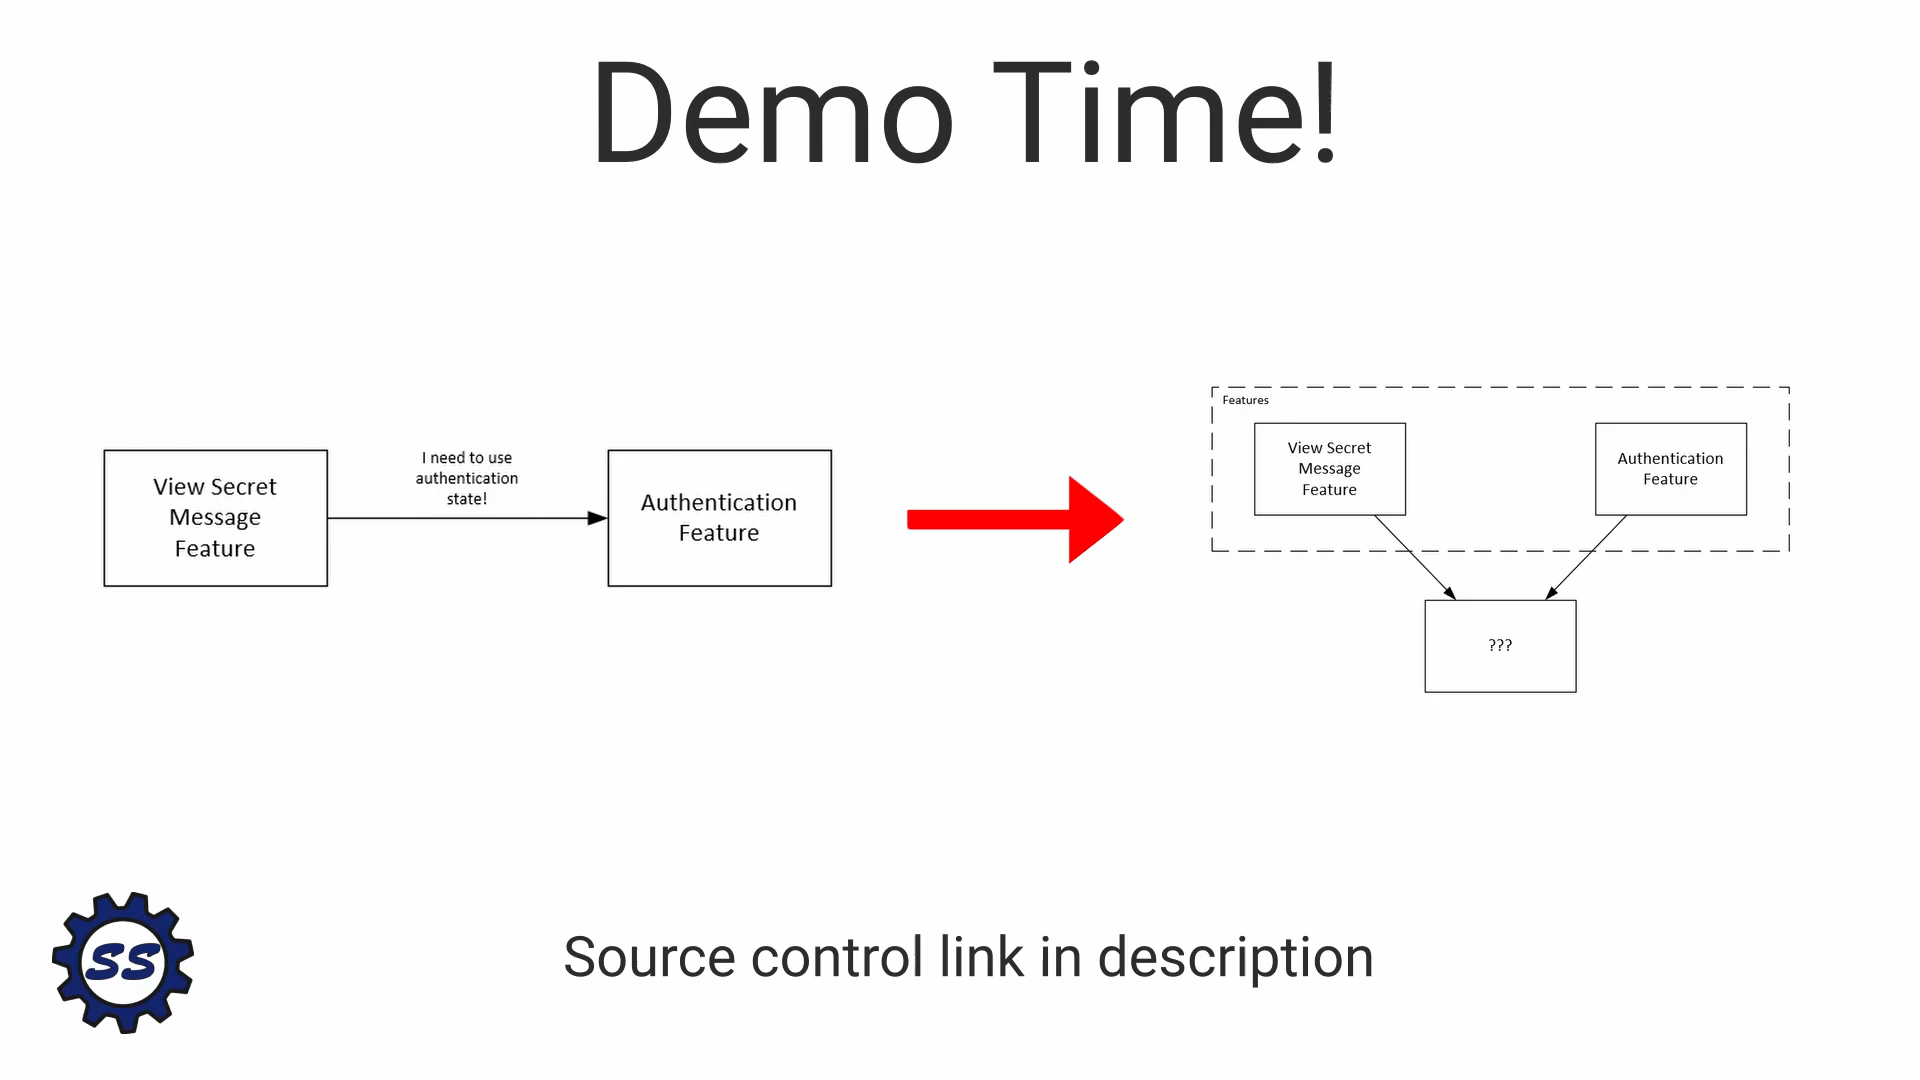 Demo Time!
I need to use
authentication
state!
View Secret
Message
Feature
Authentication
Feature
Features
View Secret
Message
Feature
Authentication
Feature
???
SS
Source control link in description